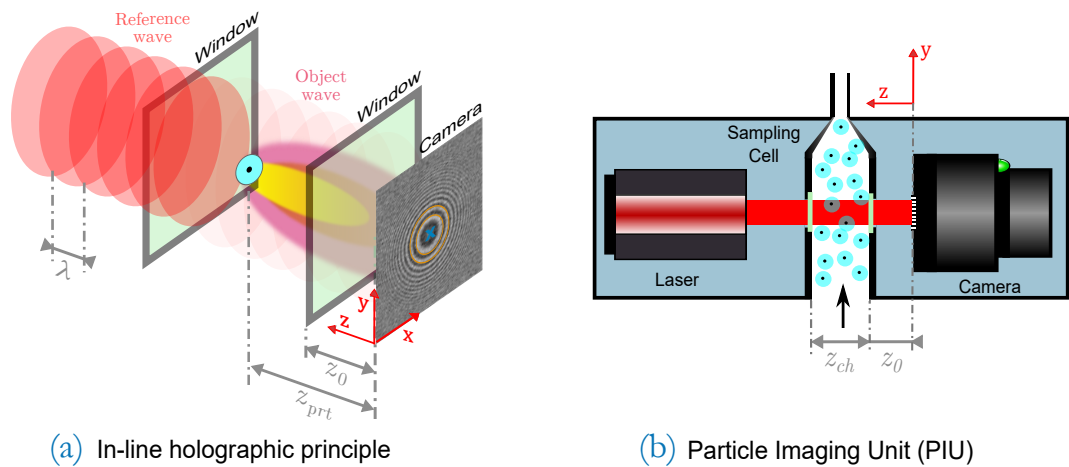 Reference
wave
Window
Object
wave
Window
Camera
λ
y
z
x
z0
zprt
(a) In-line holographic principle
y
z
Sampling
Cell
Laser
Camera
zch
z0
(b) Particle Imaging Unit (PIU)